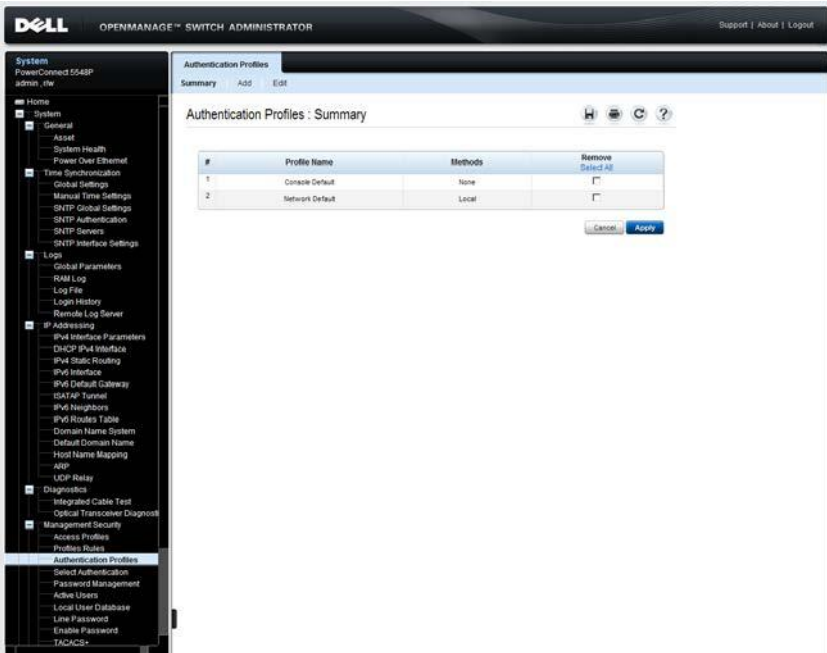 DELL OPENMANAGE™ SWITCH ADMINISTRATOR
Support | About | Logout
System
PowerConnect 5548P
admin , r/w
Home
System
General
Asset
System Health
Power Over Ethernet
Time Synchronization
Global Settings
Manual Time Settings
SNTP Global Settings
SNTP Authentication
SNTP Servers
SNTP Interface Settings
Logs
Global Parameters
RAM Log
Log File
Login History
Remote Log Server
IP Addressing
IPv4 Interface Parameters
DHCP IPv4 Interface
IPv4 Static Routing
IPv6 Interface
IPv6 Default Gateway
ISATAP Tunnel
IPv6 Neighbors
IPv6 Routes Table
Domain Name System
Default Domain Name
Host Name Mapping
ARP
UDP Relay
Diagnostics
Integrated Cable Test
Optical Transceiver Diagnosti
Management Security
Access Profiles
Profiles Rules
Authentication Profiles
Select Authentication
Password Management
Active Users
Local User Database
Line Password
Enable Password
TACACS+
Authentication Profiles
Summary Add Edit
Authentication Profiles : Summary
# Profile Name Methods Remove
Select All
1 Console Default None
2 Network Default Local
Cancel Apply